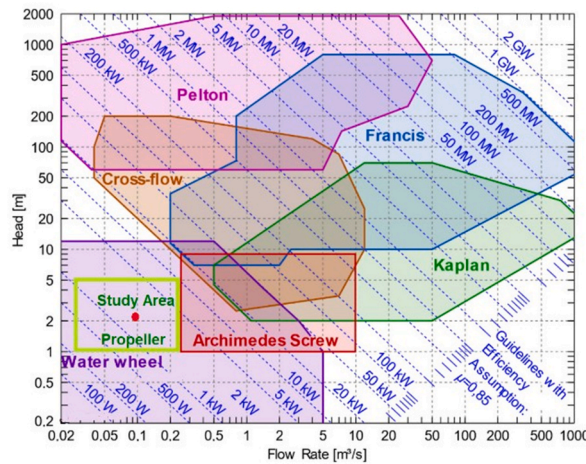 2000
1000
500
200
100
50
20
10
5
2
1
0.5
0.2
Head [m]
200 kW
500 kW
1 MW
2 MW
5 MW
10 MW
20 MW
2 GW
1 GW
500 MW
200 MW
100 MW
50 MW
Pelton
Francis
Cross-flow
Kaplan
Study Area
Propeller
Archimedes Screw
Water wheel
100 W
200 W
500 W
1 kW
2 kW
5 kW
10 kW
20 kW
50 kW
100 kW
Guidelines with
Efficiency
Assumption:
μ=0.85
0.02
0.05
0.1
0.2
0.5
1
2
5
10
20
50
100
200
500
1000
Flow Rate [m³/s]